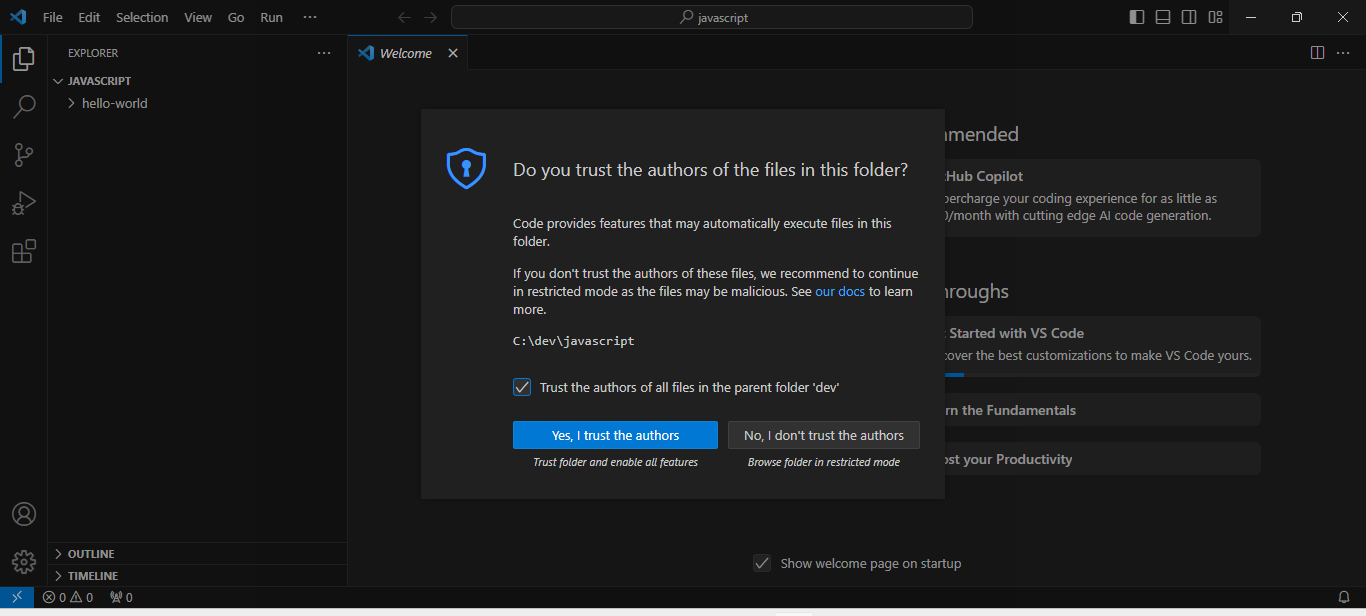 File Edit Selection View Go Run ···
javascript
EXPLORER ···
Welcome
JAVASCRIPT
hello-world
Do you trust the authors of the files in this folder?
Code provides features that may automatically execute files in this
folder.
If you don't trust the authors of these files, we recommend to continue
in restricted mode as the files may be malicious. See our docs to learn
more.
C:\dev\javascript
Trust the authors of all files in the parent folder 'dev'
Yes, I trust the authors
No, I don't trust the authors
Trust folder and enable all features
Browse folder in restricted mode
mended
Hub Copilot
percharge your coding experience for as little as
0/month with cutting edge AI code generation.
hroughs
Started with VS Code
cover the best customizations to make VS Code yours.
rn the Fundamentals
ost your Productivity
Show welcome page on startup
OUTLINE
TIMELINE
0 0 0